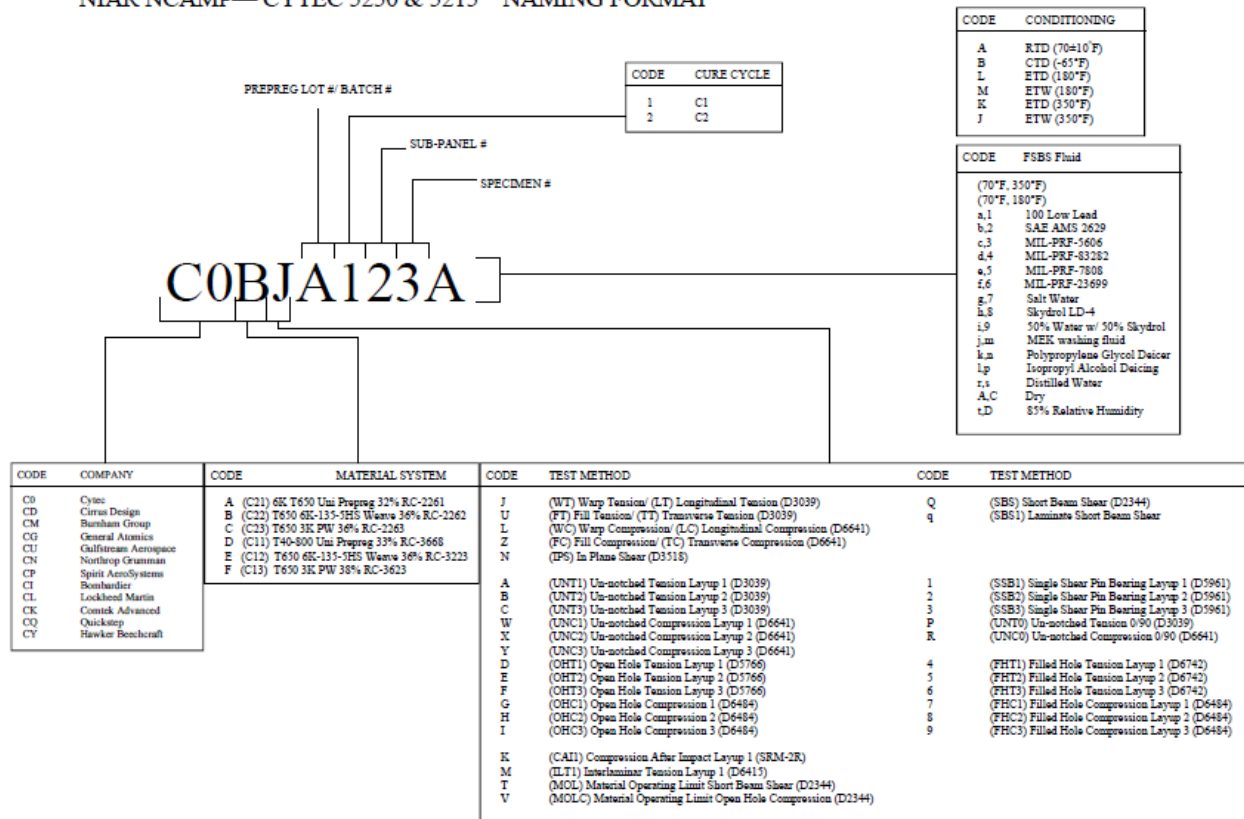 NIAR NCAMP— CYTEC 5250 & 5215 NAMING FORMAT
CODE CONDITIONING
A RTD (70±10°F)
B CTD (-65°F)
L ETD (180°F)
M ETW (180°F)
K ETD (350°F)
J ETW (350°F)
CODE CURE CYCLE
1 C1
2 C2
PREPREG LOT #/ BATCH #
SUB-PANEL #
SPECIMEN #
CODE FSBS Fluid
(70°F, 350°F)
(70°F, 180°F)
a,1 100 Low Lead
b,2 SAE AMS 2629
c,3 MIL-PRF-5606
d,4 MIL-PRF-83282
e,5 MIL-PRF-7808
f,6 MIL-PRF-23699
g,7 Salt Water
h,8 Skydrol LD-4
i,9 50% Water w/ 50% Skydrol
j,m MEK washing fluid
k,n Polypropylene Glycol Deicer
l,p Isopropyl Alcohol Deicing
r,s Distilled Water
A,C Dry
t,D 85% Relative Humidity
C0BJA123A
CODE COMPANY
C0 Cytec
CD Cirrus Design
CM Burnham Group
CG General Atomics
CU Gulfstream Aerospace
CN Northrop Grumman
CP Spirit AeroSystems
CI Bombardier
CL Lockheed Martin
CK Comtek Advanced
CQ Quickstep
CY Hawker Beechcraft
CODE MATERIAL SYSTEM
A (C21) 6K T650 Uni Prepreg 32% RC-2261
B (C22) T650 6K-135-5HS Weave 36% RC-2262
C (C23) T650 3K PW 36% RC-2263
D (C11) T40-800 Uni Prepreg 33% RC-3668
E (C12) T650 6K-135-5HS Weave 36% RC-3223
F (C13) T650 3K PW 38% RC-3623
CODE TEST METHOD
J (WT) Warp Tension/ (LT) Longitudinal Tension (D3039)
U (FT) Fill Tension/ (TT) Transverse Tension (D3039)
L (WC) Warp Compression/ (LC) Longitudinal Compression (D6641)
Z (FC) Fill Compression/ (TC) Transverse Compression (D6641)
N (IPS) In Plane Shear (D3518)
A (UNT1) Un-notched Tension Layup 1 (D3039)
B (UNT2) Un-notched Tension Layup 2 (D3039)
C (UNT3) Un-notched Tension Layup 3 (D3039)
W (UNC1) Un-notched Compression Layup 1 (D6641)
X (UNC2) Un-notched Compression Layup 2 (D6641)
Y (UNC3) Un-notched Compression Layup 3 (D6641)
D (OHT1) Open Hole Tension Layup 1 (D5766)
E (OHT2) Open Hole Tension Layup 2 (D5766)
F (OHT3) Open Hole Tension Layup 3 (D5766)
G (OHC1) Open Hole Compression 1 (D6484)
H (OHC2) Open Hole Compression 2 (D6484)
I (OHC3) Open Hole Compression 3 (D6484)
K (CAI1) Compression After Impact Layup 1 (SRM-2R)
M (ILT1) Interlaminar Tension Layup 1 (D6415)
T (MOL) Material Operating Limit Short Beam Shear (D2344)
V (MOLC) Material Operating Limit Open Hole Compression (D2344)
CODE TEST METHOD
Q (SBS) Short Beam Shear (D2344)
q (SBS1) Laminate Short Beam Shear
1 (SSB1) Single Shear Pin Bearing Layup 1 (D5961)
2 (SSB2) Single Shear Pin Bearing Layup 2 (D5961)
3 (SSB3) Single Shear Pin Bearing Layup 3 (D5961)
P (UNT0) Un-notched Tension 0/90 (D3039)
R (UNC0) Un-notched Compression 0/90 (D6641)
4 (FHT1) Filled Hole Tension Layup 1 (D6742)
5 (FHT2) Filled Hole Tension Layup 2 (D6742)
6 (FHT3) Filled Hole Tension Layup 3 (D6742)
7 (FHC1) Filled Hole Compression Layup 1 (D6484)
8 (FHC2) Filled Hole Compression Layup 2 (D6484)
9 (FHC3) Filled Hole Compression Layup 3 (D6484)